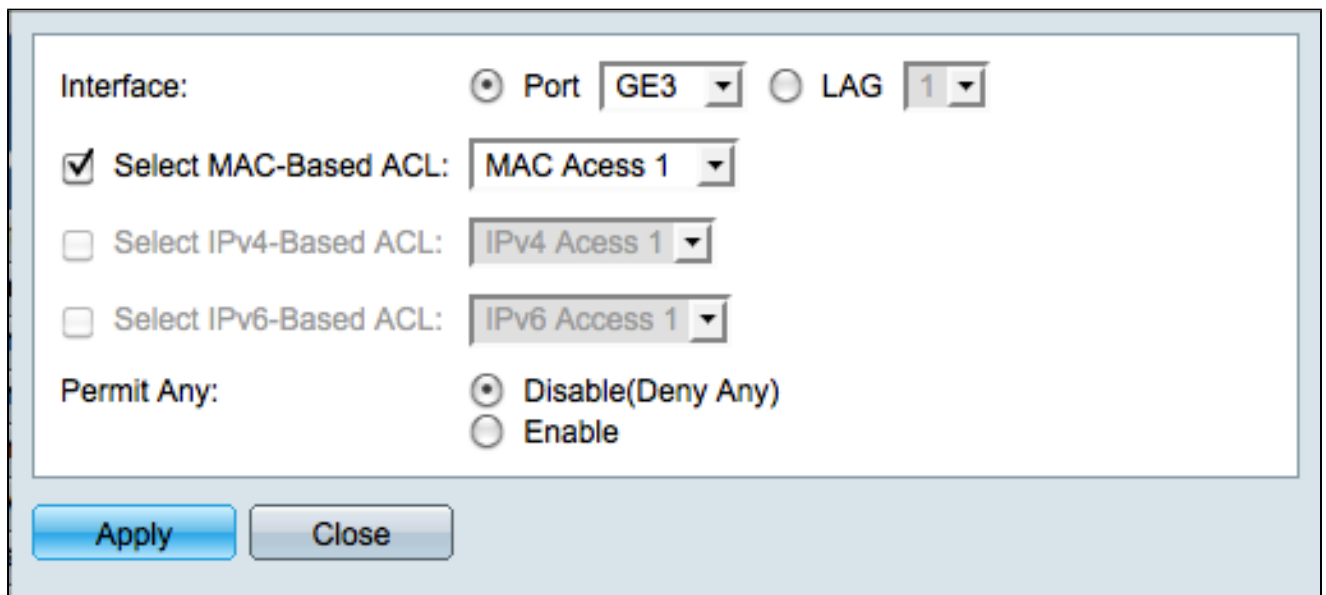 Interface: Port GE3 LAG 1
Select MAC-Based ACL: MAC Acess 1
Select IPv4-Based ACL: IPv4 Acess 1
Select IPv6-Based ACL: IPv6 Access 1
Permit Any: Disable(Deny Any)
Enable
Apply Close